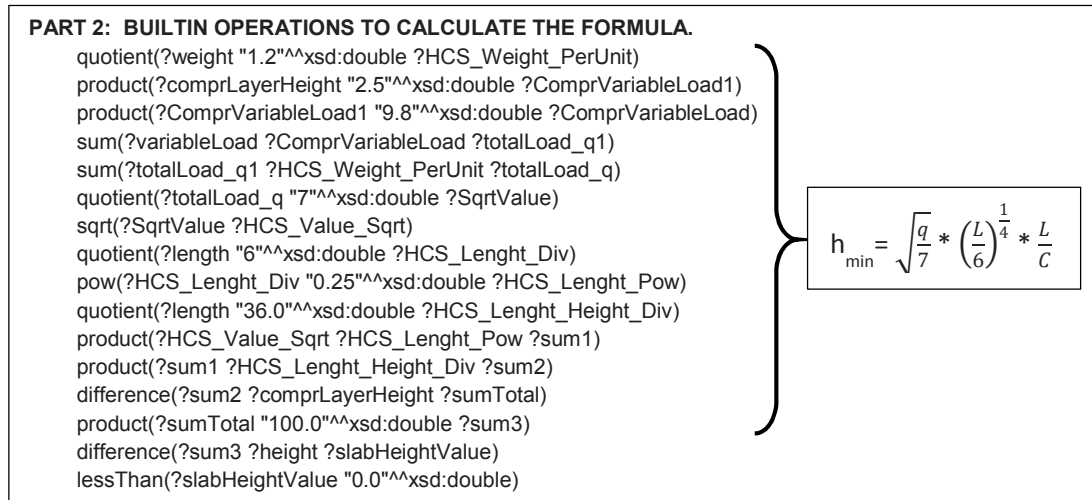 PART 2:  BUILTIN OPERATIONS TO CALCULATE THE FORMULA.
quotient(?weight "1.2"^^xsd:double ?HCS_Weight_PerUnit)
product(?comprLayerHeight "2.5"^^xsd:double ?ComprVariableLoad1)
product(?ComprVariableLoad1 "9.8"^^xsd:double ?ComprVariableLoad)
sum(?variableLoad ?ComprVariableLoad ?totalLoad_q1)
sum(?totalLoad_q1 ?HCS_Weight_PerUnit ?totalLoad_q)
quotient(?totalLoad_q "7"^^xsd:double ?SqrtValue)
sqrt(?SqrtValue ?HCS_Value_Sqrt)
quotient(?length "6"^^xsd:double ?HCS_Lenght_Div)
pow(?HCS_Lenght_Div "0.25"^^xsd:double ?HCS_Lenght_Pow)
quotient(?length "36.0"^^xsd:double ?HCS_Lenght_Height_Div)
product(?HCS_Value_Sqrt ?HCS_Lenght_Pow ?sum1)
product(?sum1 ?HCS_Lenght_Height_Div ?sum2)
difference(?sum2 ?comprLayerHeight ?sumTotal)
product(?sumTotal "100.0"^^xsd:double ?sum3)
difference(?sum3 ?height ?slabHeightValue)
lessThan(?slabHeightValue "0.0"^^xsd:double)
h_min = √(q/7) * (L/6)^(1/4) * L/C